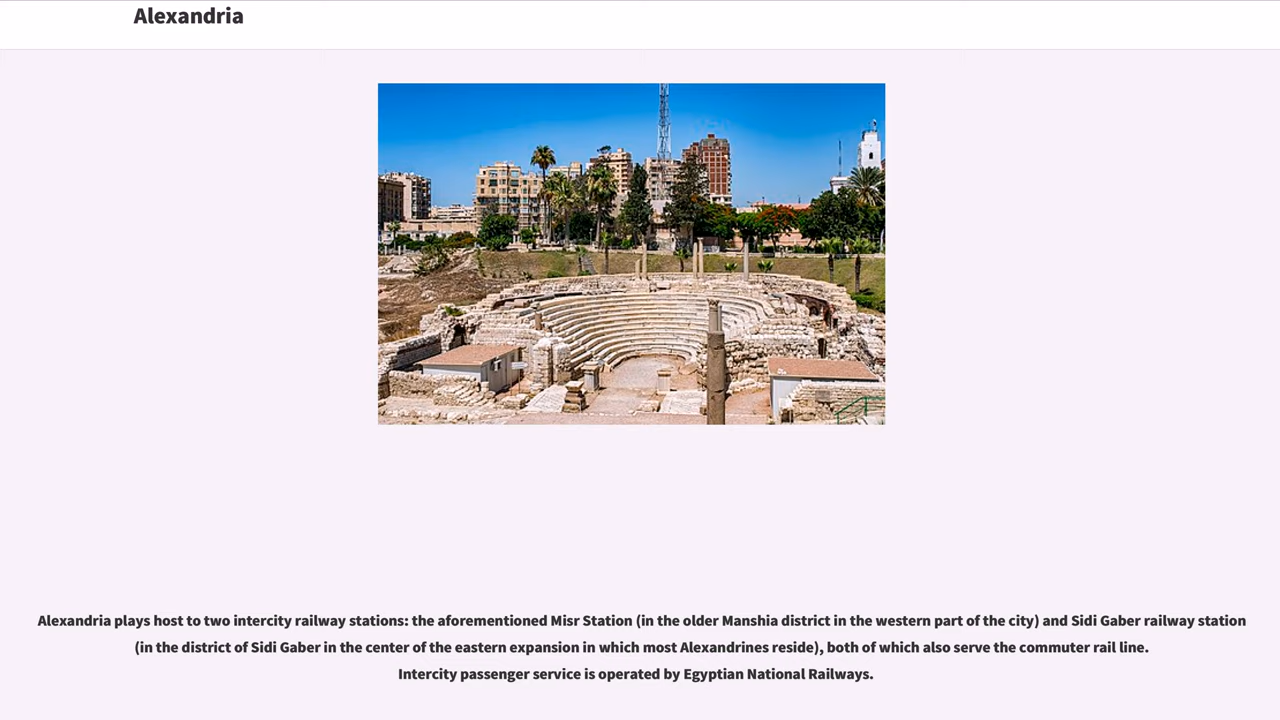 Alexandria
Alexandria plays host to two intercity railway stations: the aforementioned Misr Station (in the older Manshia district in the western part of the city) and Sidi Gaber railway station
(in the district of Sidi Gaber in the center of the eastern expansion in which most Alexandrines reside), both of which also serve the commuter rail line.
Intercity passenger service is operated by Egyptian National Railways.